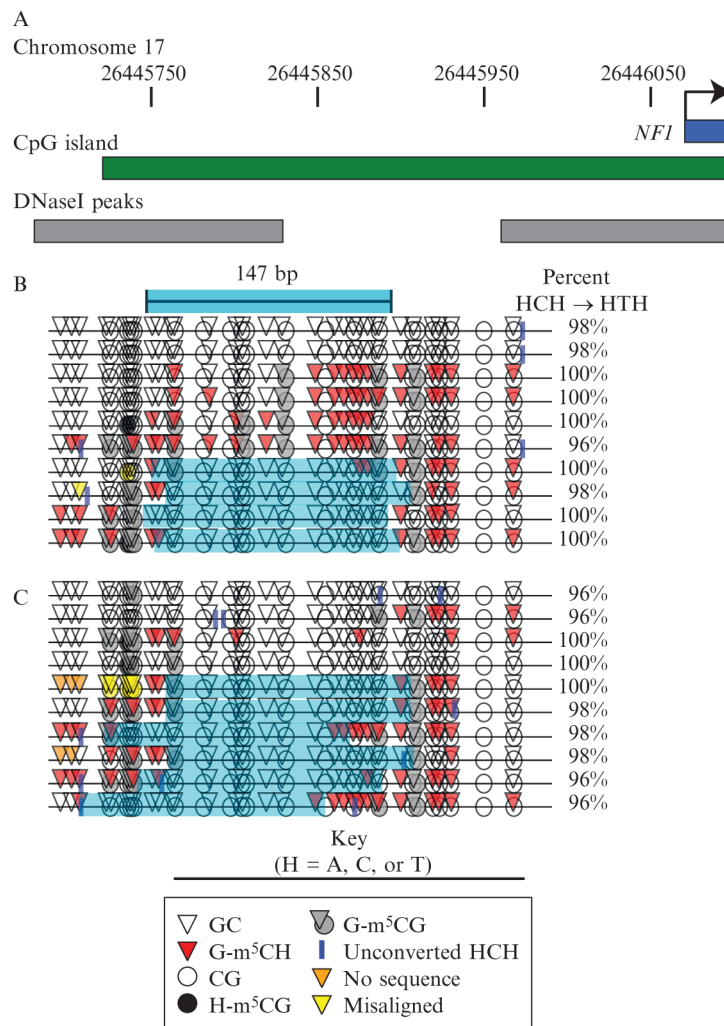 A
Chromosome 17
26445750 26445850 26445950 26446050
NF1
CpG island
DNaseI peaks
B
147 bp
Percent
HCH → HTH
98%
98%
100%
100%
100%
96%
100%
98%
100%
100%
C
96%
96%
100%
100%
100%
98%
98%
98%
96%
96%
Key
(H = A, C, or T)
GC G-m⁵CG
G-m⁵CH Unconverted HCH
CG No sequence
H-m⁵CG Misaligned